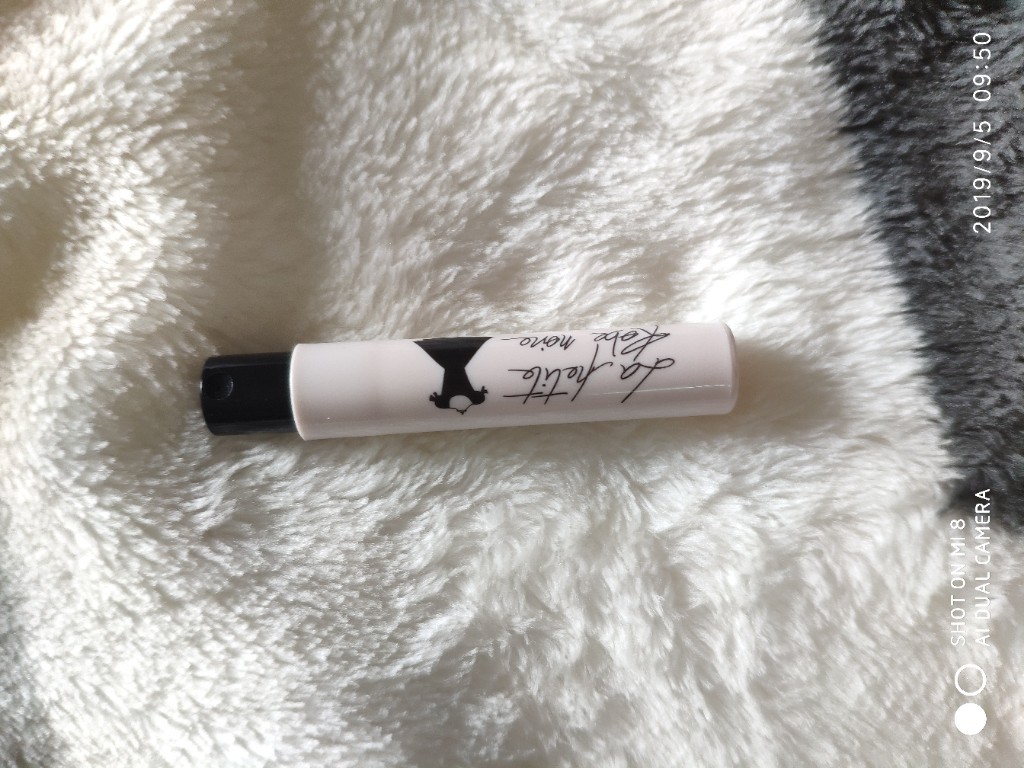 La petite
Robe noire
2019/9/5 09:50
SHOT ON MI 8
AI DUAL CAMERA